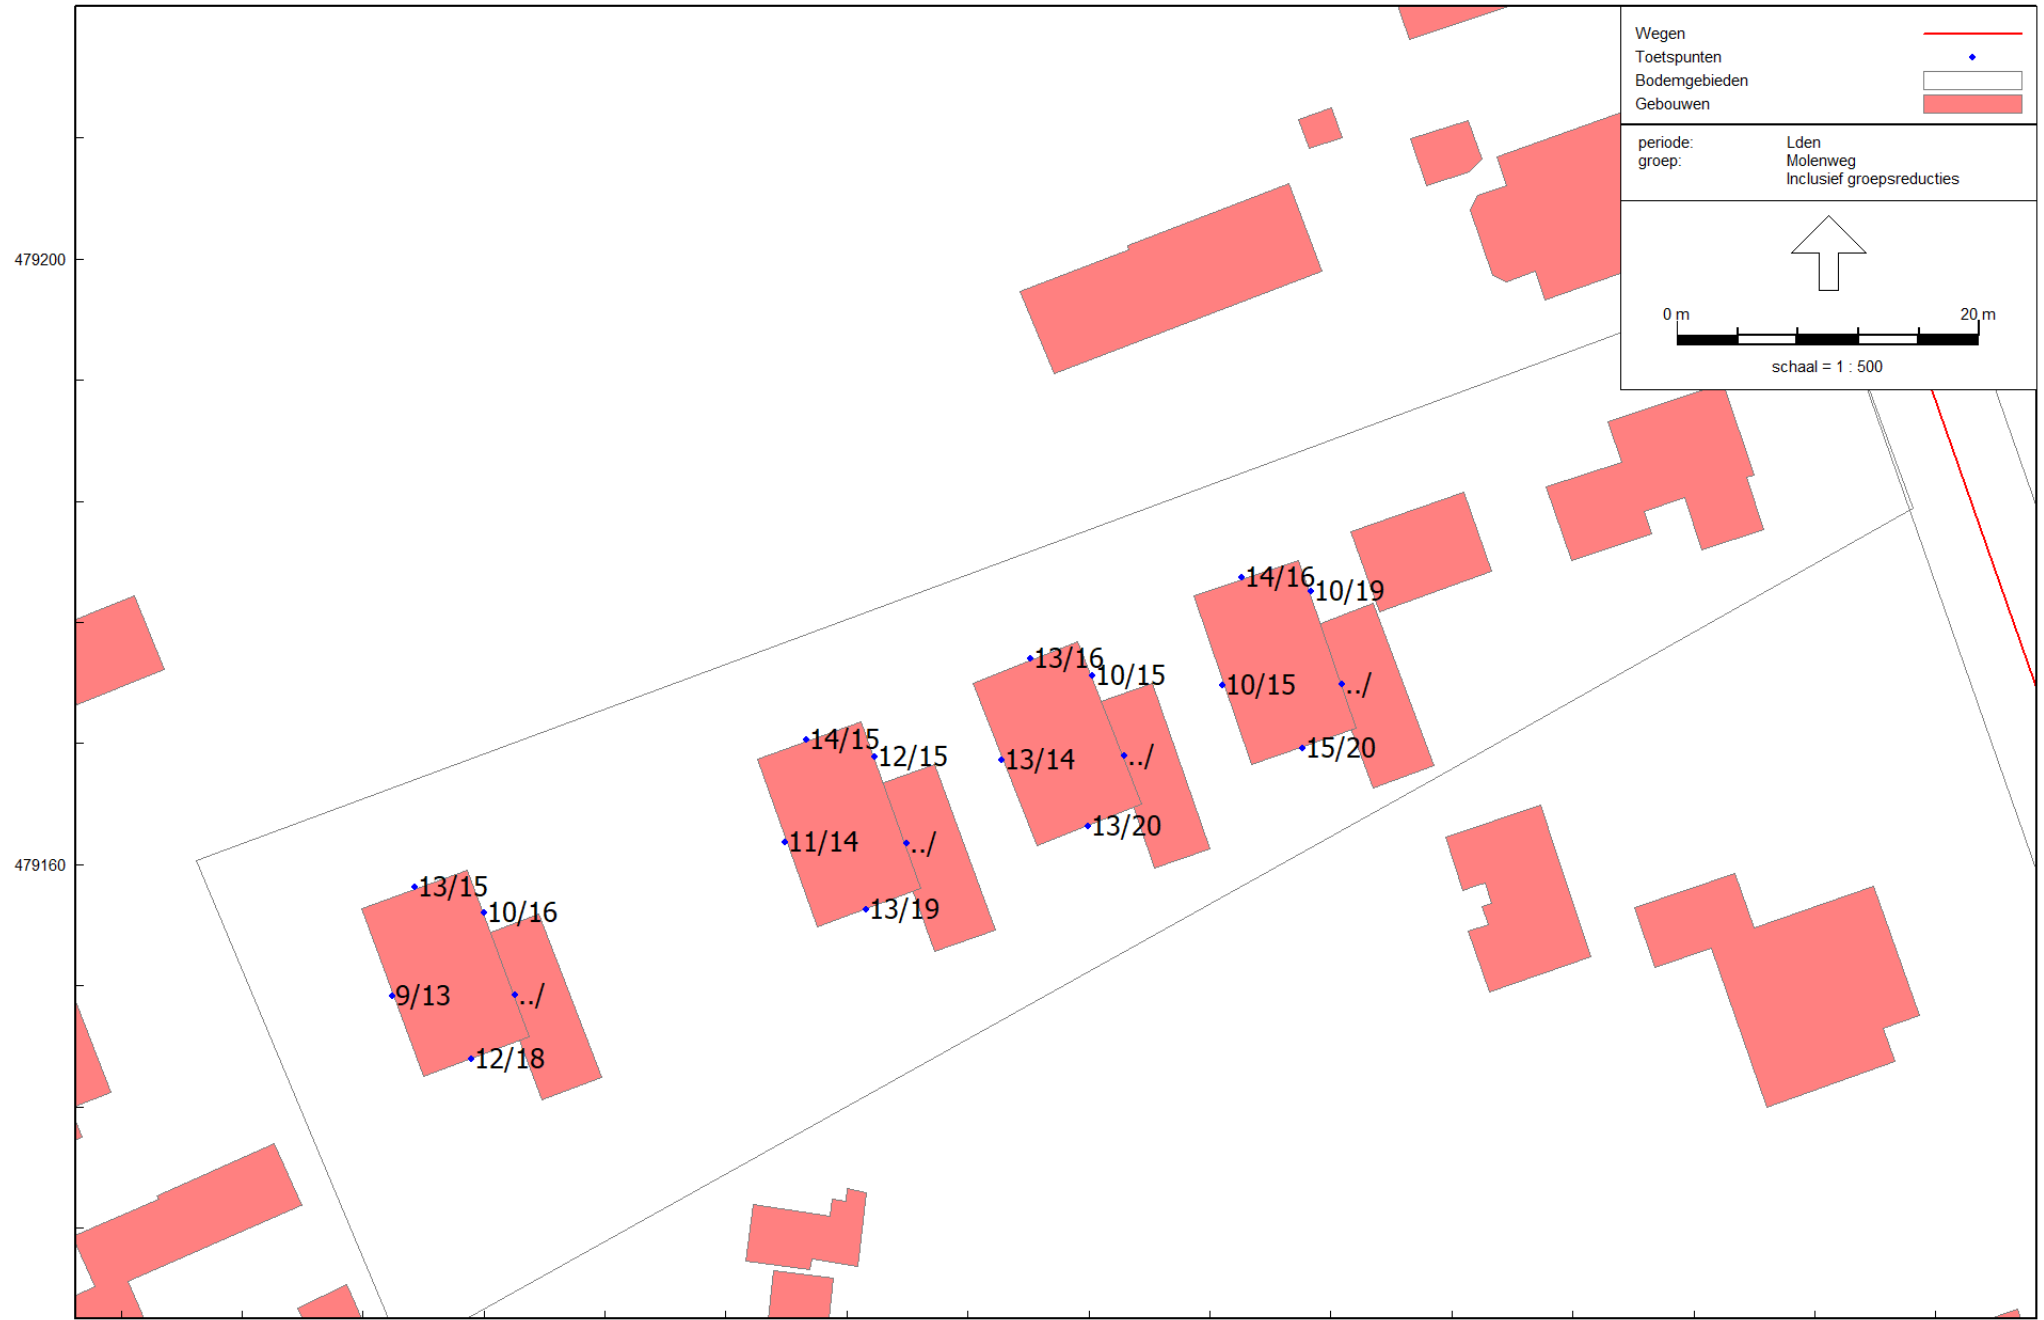 Wegen
Toetspunten
Bodemgebieden
Gebouwen
periode: Lden
groep: Molenweg
Inclusief groepsreducties
0 m 20 m
schaal = 1 : 500
479200
479160
14/16
10/19
10/15
../
15/20
13/16
10/15
13/14
../
13/20
14/15
12/15
11/14
../
13/19
13/15
10/16
9/13
../
12/18